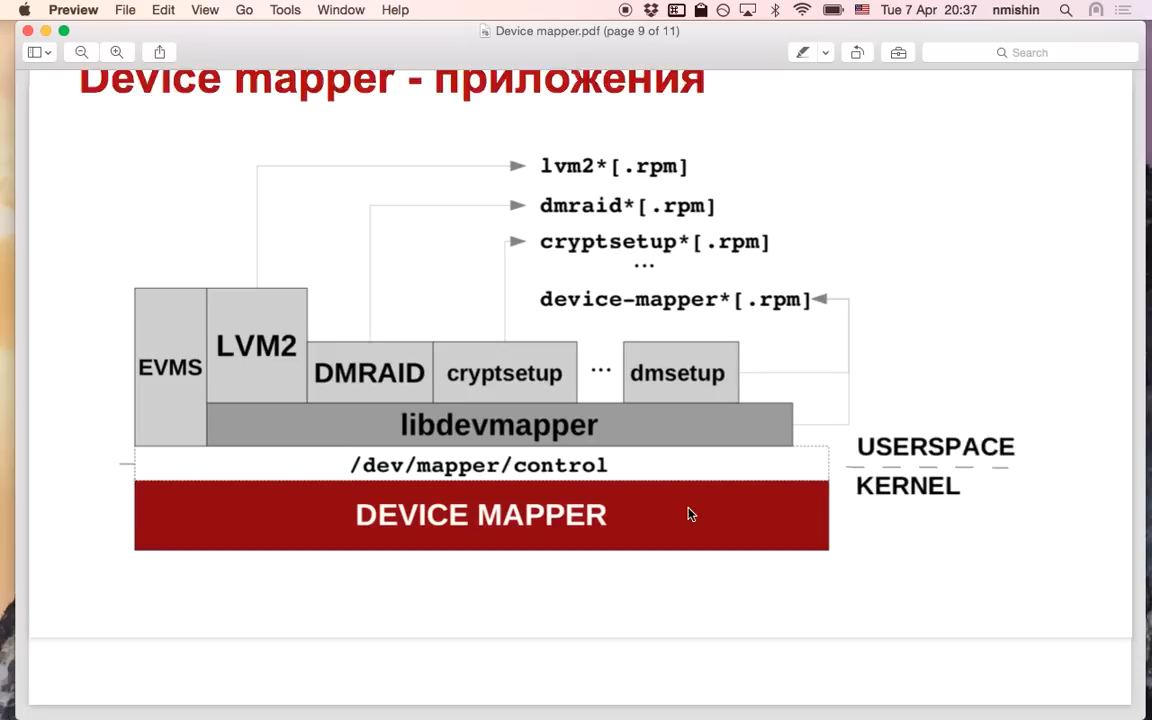 Preview File Edit View Go Tools Window Help Tue 7 Apr 20:37 nmishin
Device mapper.pdf (page 9 of 11)
Search
Device mapper - приложения
lvm2*[.rpm]
dmraid*[.rpm]
cryptsetup*[.rpm]
...
device-mapper*[.rpm]
EVMS
LVM2
DMRAID
cryptsetup
...
dmsetup
libdevmapper
/dev/mapper/control
USERSPACE
KERNEL
DEVICE MAPPER